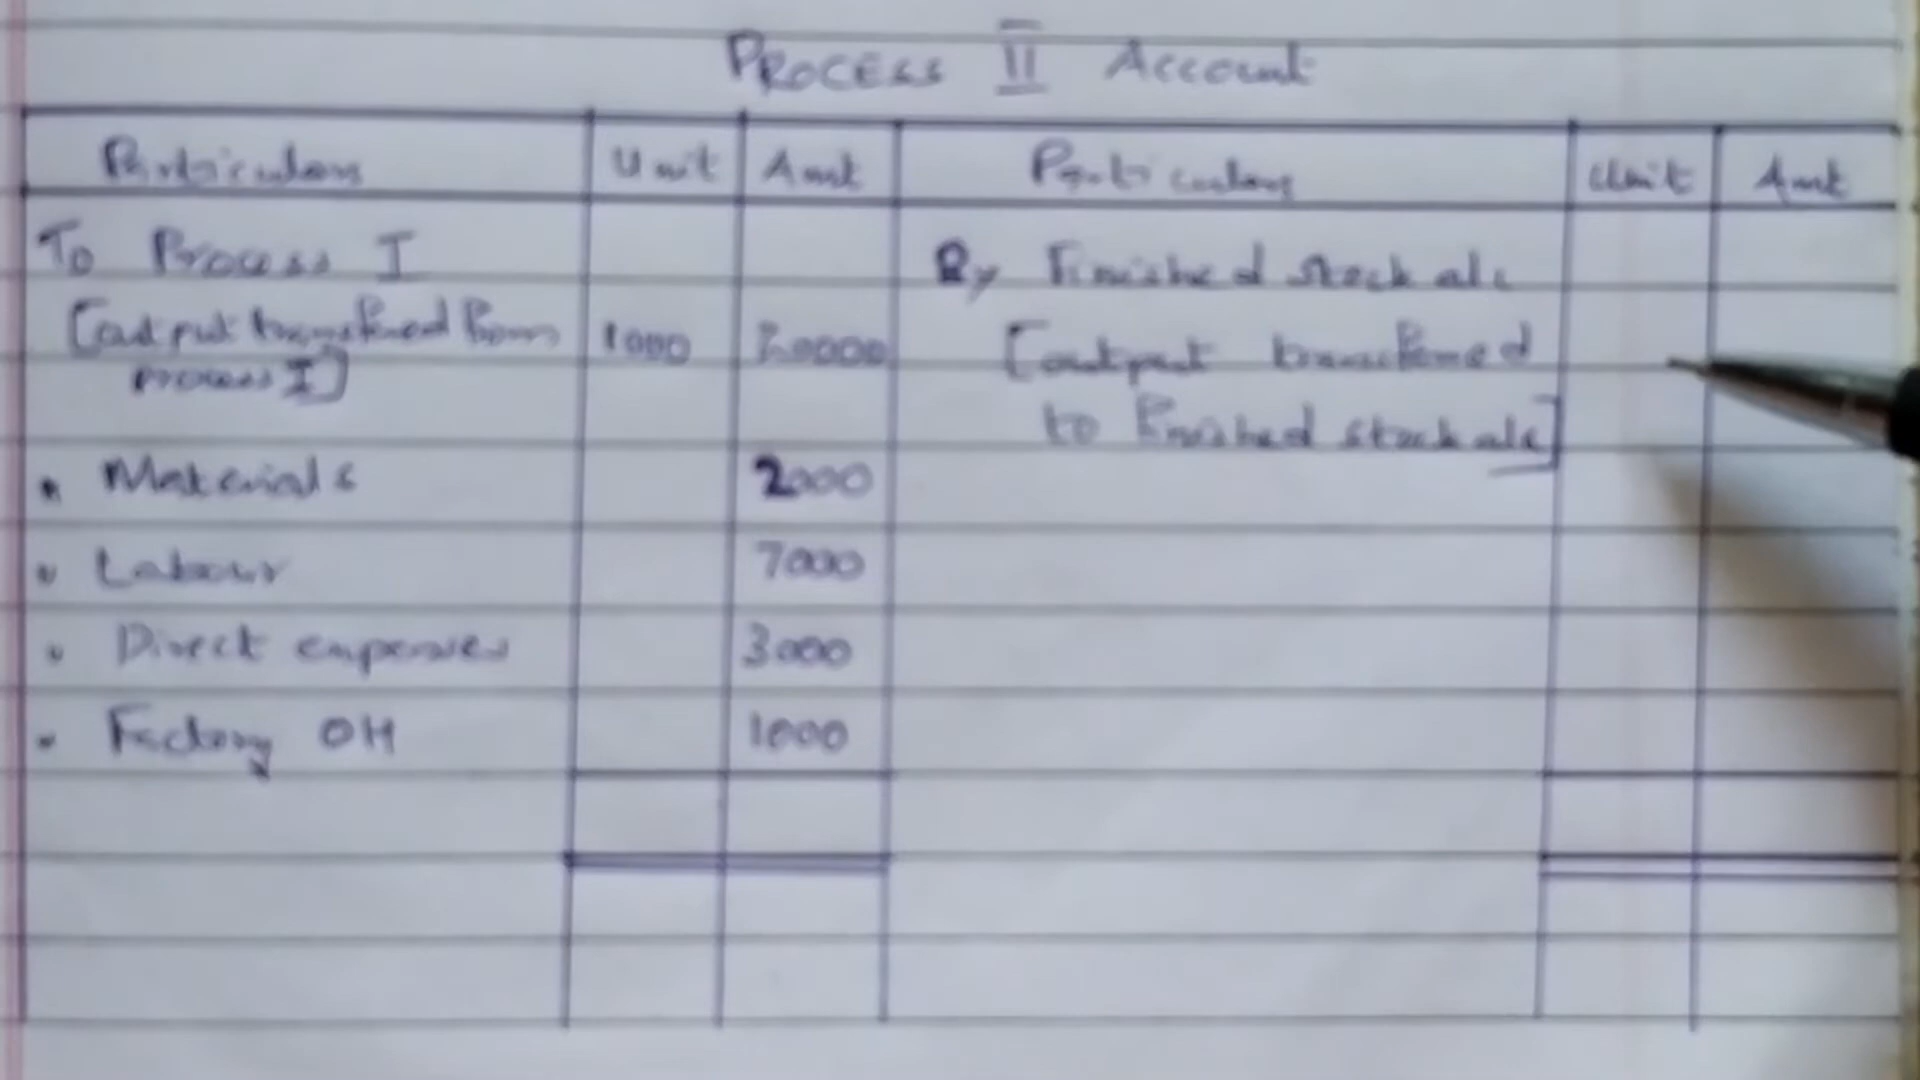 PROCESS II Account
Particulars Unit Amt Particulars Unit Amt
To Process I
[output transferred from 1000 20000
process I]
By Finished stock a/c
[output transferred
to finished stock a/c]
" Materials 2000
" Labour 7000
" Direct expenses 3000
" Factory OH 1000